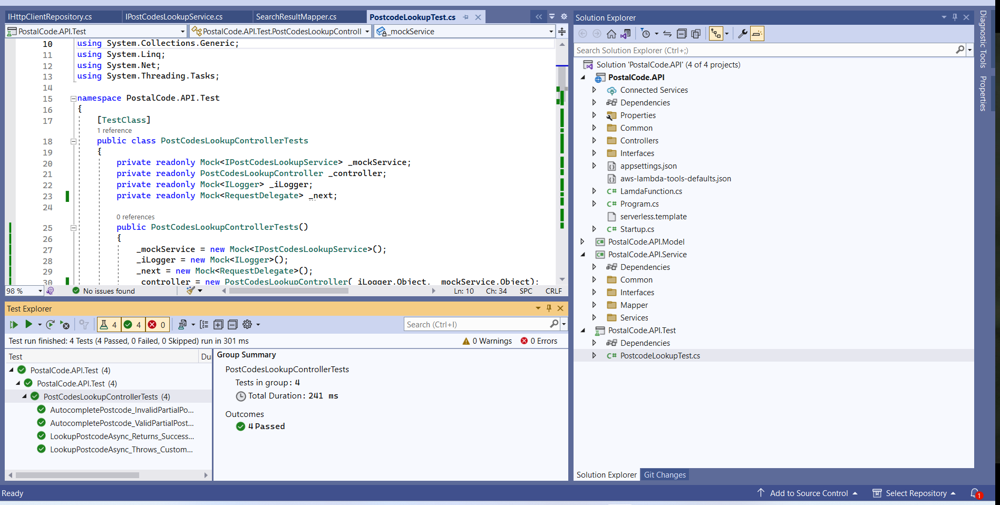 IHttpClientRepository.cs
IPostCodesLookupService.cs
SearchResultMapper.cs
PostcodeLookupTest.cs
PostalCode.API.Test
PostalCode.API.Test.PostCodesLookupControll
_mockService
10 using System.Collections.Generic;
11 using System.Linq;
12 using System.Net;
13 using System.Threading.Tasks;
14
15 namespace PostalCode.API.Test
16 {
17 [TestClass]
1 reference
18 public class PostCodesLookupControllerTests
19 {
20 private readonly Mock<IPostCodesLookupService> _mockService;
21 private readonly PostCodesLookupController _controller;
22 private readonly Mock<ILogger> _iLogger;
23 private readonly Mock<RequestDelegate> _next;
24
0 references
25 public PostCodesLookupControllerTests()
26 {
27 _mockService = new Mock<IPostCodesLookupService>();
28 _iLogger = new Mock<ILogger>();
29 _next = new Mock<RequestDelegate>();
30 _controller = new PostCodesLookupController(_iLogger.Object, _mockService.Object);
98 %
No issues found
Ln: 10 Ch: 34 SPC CRLF
Test Explorer
4 4 0
Search (Ctrl+I)
Test run finished: 4 Tests (4 Passed, 0 Failed, 0 Skipped) run in 301 ms
0 Warnings 0 Errors
Test Du
PostalCode.API.Test (4)
PostalCode.API.Test (4)
PostCodesLookupControllerTests (4)
AutocompletePostcode_InvalidPartialPo...
AutocompletePostcode_ValidPartialPost...
LookupPostcodeAsync_Returns_Success...
LookupPostcodeAsync_Throws_Custom...
Group Summary
PostCodesLookupControllerTests
Tests in group: 4
Total Duration: 241 ms
Outcomes
4 Passed
Solution Explorer
Search Solution Explorer (Ctrl+;)
Solution 'PostalCode.API' (4 of 4 projects)
PostalCode.API
Connected Services
Dependencies
Properties
Common
Controllers
Interfaces
appsettings.json
aws-lambda-tools-defaults.json
C# LamdaFunction.cs
C# Program.cs
serverless.template
C# Startup.cs
C# PostalCode.API.Model
C# PostalCode.API.Service
Dependencies
Common
Interfaces
Mapper
Services
PostalCode.API.Test
Dependencies
C# PostcodeLookupTest.cs
Solution Explorer
Git Changes
Diagnostic Tools
Properties
Ready
Add to Source Control
Select Repository
1